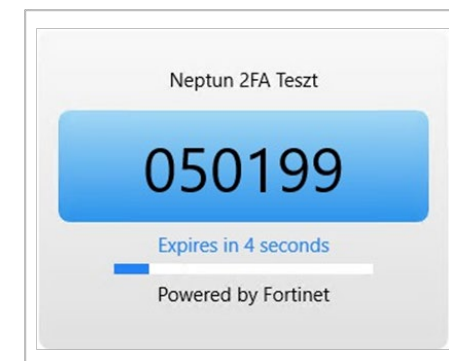 Neptun 2FA Teszt
050199
Expires in 4 seconds
Powered by Fortinet